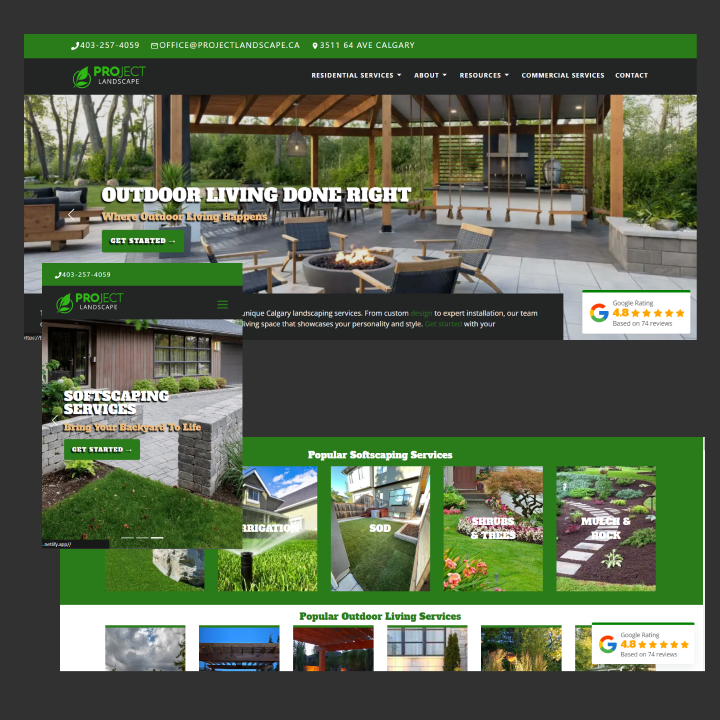 403-257-4059 OFFICE@PROJECTLANDSCAPE.CA 3511 64 AVE CALGARY
PROJECT
LANDSCAPE
RESIDENTIAL SERVICES ABOUT RESOURCES COMMERCIAL SERVICES CONTACT
OUTDOOR LIVING DONE RIGHT
Where Outdoor Living Happens
GET STARTED →
Google Rating
4.8
Based on 74 reviews
unique Calgary landscaping services. From custom design to expert installation, our team
living space that showcases your personality and style. Get started with your
403-257-4059
PROJECT
LANDSCAPE
SOFTSCAPING
SERVICES
Bring Your Backyard To Life
GET STARTED →
.netlify.app//
Popular Softscaping Services
IRRIGATION
SOD
SHRUBS
& TREES
MULCH &
ROCK
Popular Outdoor Living Services
Google Rating
4.8
Based on 74 reviews